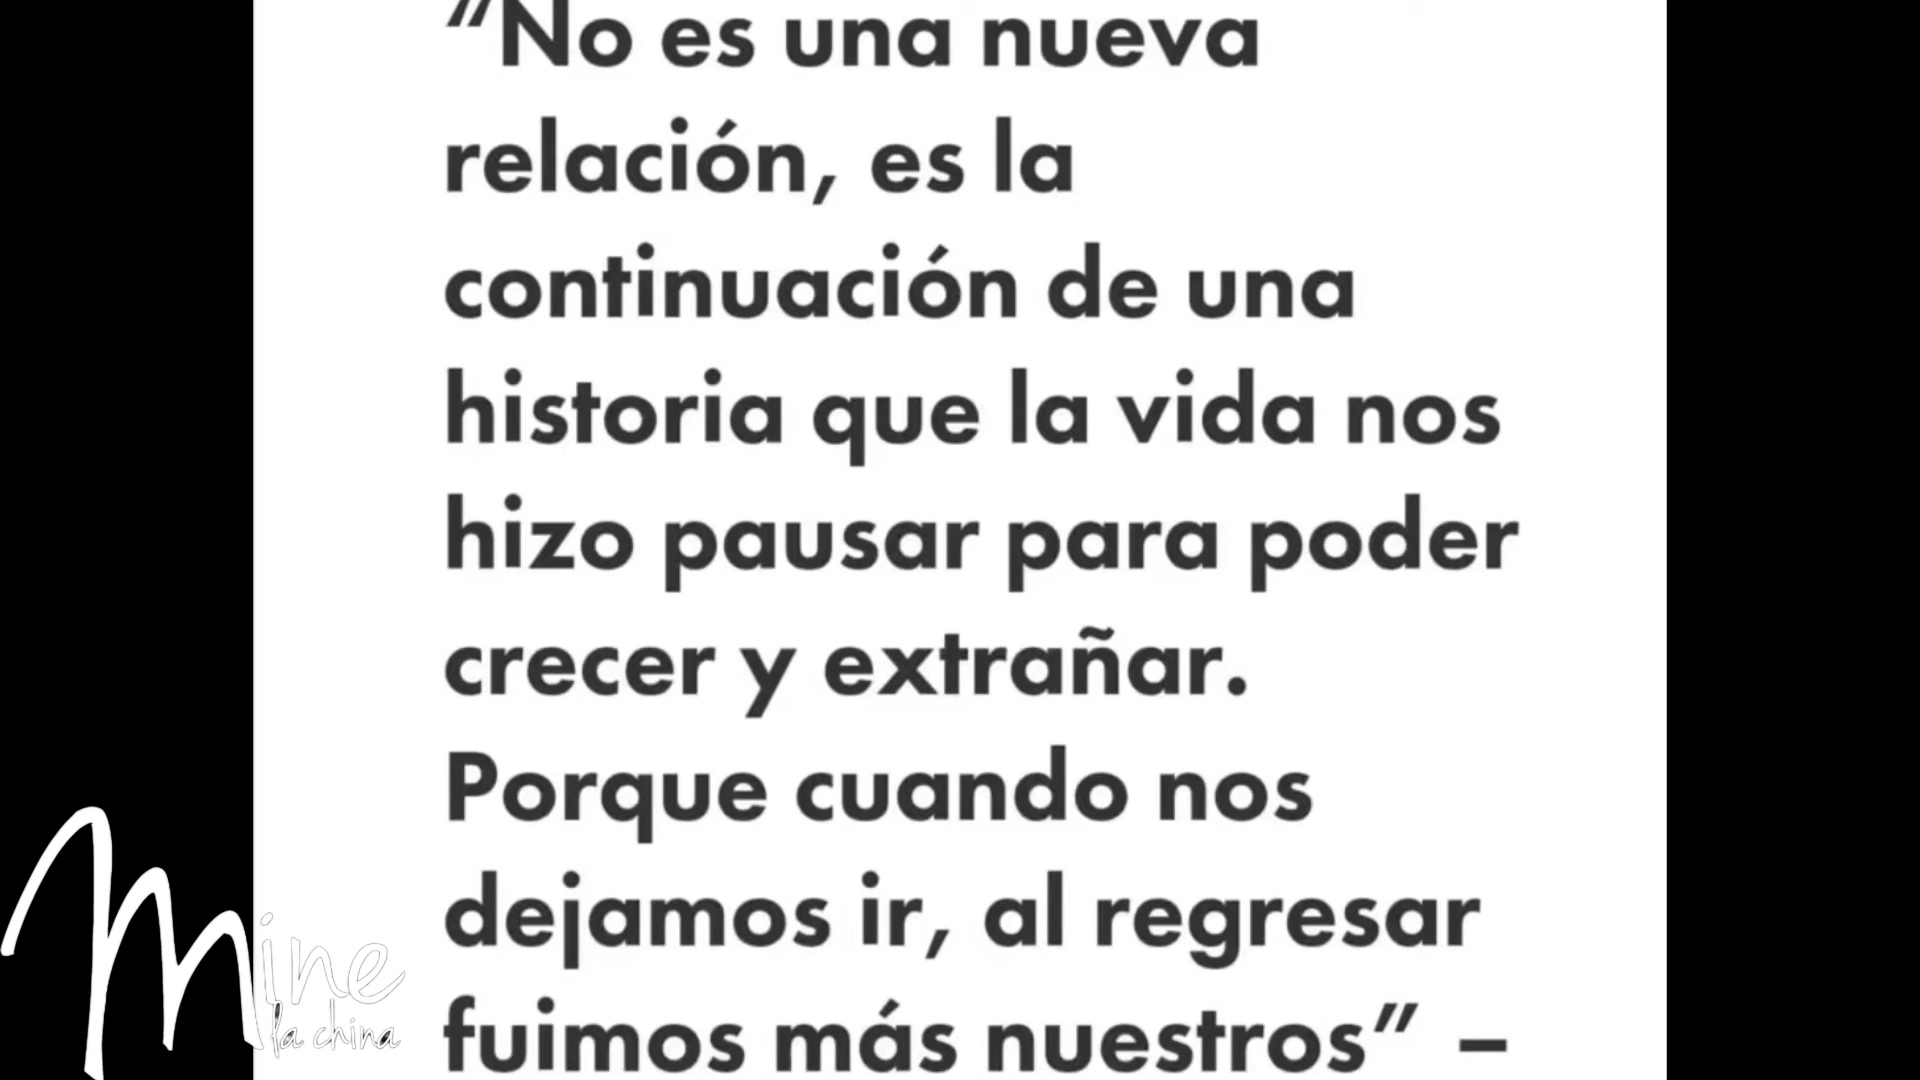 “No es una nueva
relación, es la
continuación de una
historia que la vida nos
hizo pausar para poder
crecer y extrañar.
Porque cuando nos
dejamos ir, al regresar
fuimos más nuestros” –
Mine
la china